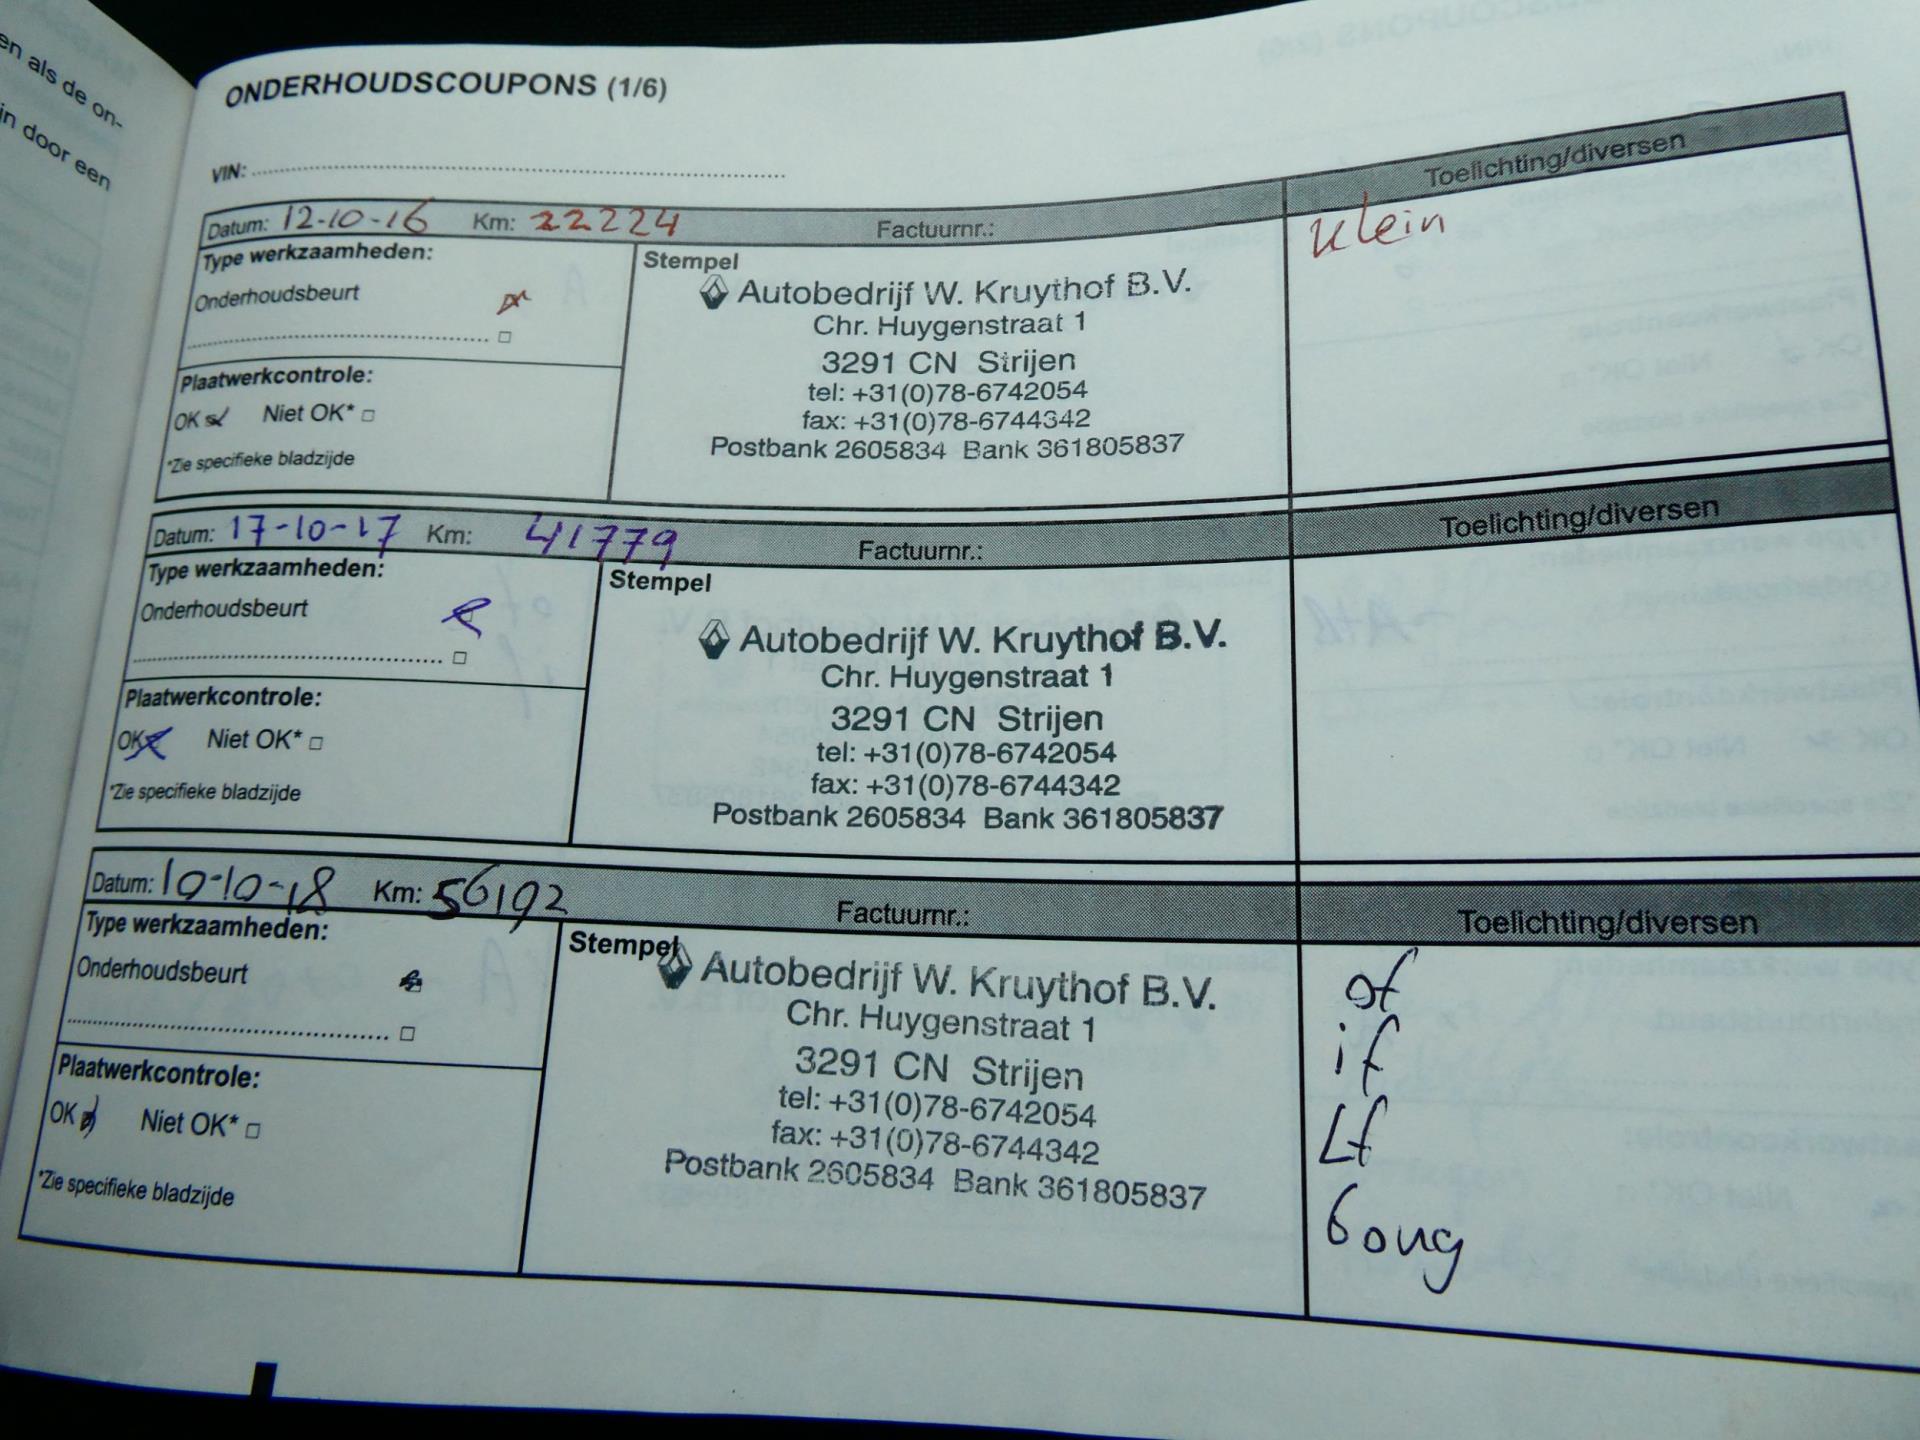 en als de on-
in door een
ONDERHOUDSCOUPONS (1/6)
VIN:
Datum: 12-10-16 Km: 22224 Factuurnr.: Toelichting/diversen
Type werkzaamheden:
Onderhoudsbeurt
Plaatwerkcontrole:
OK Niet OK*
*Zie specifieke bladzijde
Stempel
Autobedrijf W. Kruythof B.V.
Chr. Huygenstraat 1
3291 CN Strijen
tel: +31(0)78-6742054
fax: +31(0)78-6744342
Postbank 2605834 Bank 361805837
Klein
Datum: 17-10-17 Km: 41779 Factuurnr.: Toelichting/diversen
Type werkzaamheden:
Onderhoudsbeurt
Plaatwerkcontrole:
OK Niet OK*
*Zie specifieke bladzijde
Stempel
Autobedrijf W. Kruythof B.V.
Chr. Huygenstraat 1
3291 CN Strijen
tel: +31(0)78-6742054
fax: +31(0)78-6744342
Postbank 2605834 Bank 361805837
Datum: 10-10-18 Km: 56192 Factuurnr.: Toelichting/diversen
Type werkzaamheden:
Onderhoudsbeurt
Plaatwerkcontrole:
OK Niet OK*
*Zie specifieke bladzijde
Stempel
Autobedrijf W. Kruythof B.V.
Chr. Huygenstraat 1
3291 CN Strijen
tel: +31(0)78-6742054
fax: +31(0)78-6744342
Postbank 2605834 Bank 361805837
of
if
Lf